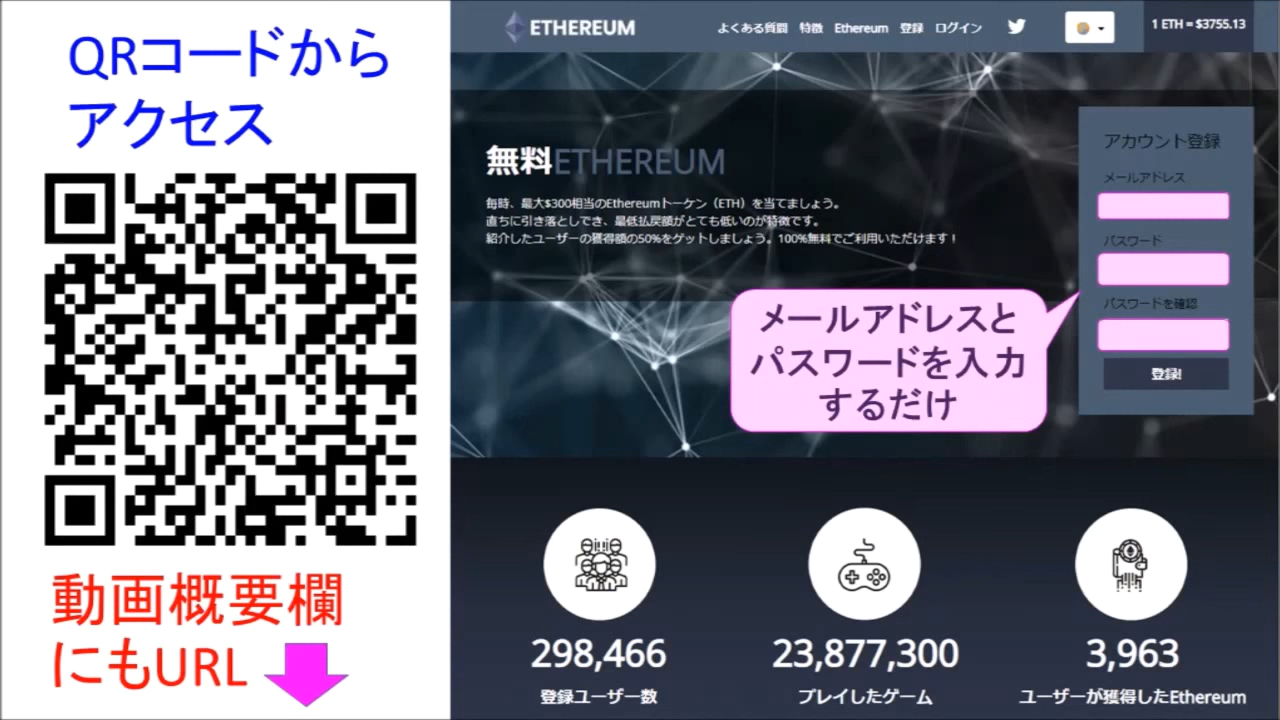 QRコードから
アクセス
動画概要欄
にもURL
ETHEREUM
よくある質問 特徴 Ethereum 登録 ログイン
1 ETH = $3755.13
無料ETHEREUM
毎時、最大$300相当のEthereumトークン（ETH）を当てましょう。
直ちに引き落としでき、最低払戻額がとても低いのが特徴です。
紹介したユーザーの獲得額の50%をゲットしましょう。100%無料でご利用いただけます！
アカウント登録
メールアドレス
パスワード
パスワードを確認
登録!
メールアドレスと
パスワードを入力
するだけ
298,466
登録ユーザー数
23,877,300
プレイしたゲーム
3,963
ユーザーが獲得したEthereum